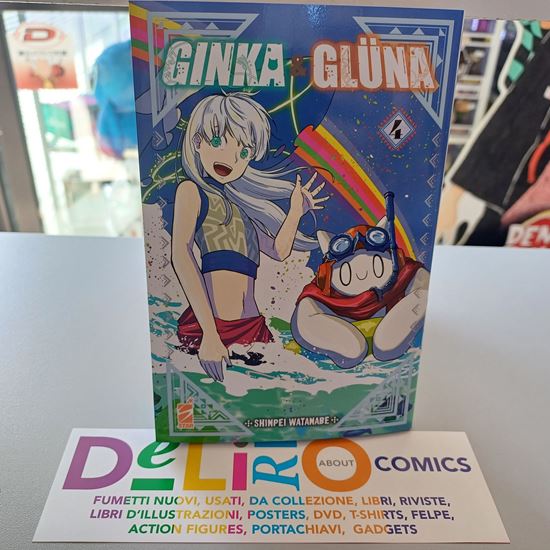 GINKA & GLÜNA
4
STAR
✢ SHINPEI WATANABE ✢
DeLiRiO ABOUT COMICS
FUMETTI NUOVI, USATI, DA COLLEZIONE, LIBRI, RIVISTE,
LIBRI D'ILLUSTRAZIONI, POSTERS, DVD, T-SHIRTS, FELPE,
ACTION FIGURES, PORTACHIAVI, GADGETS